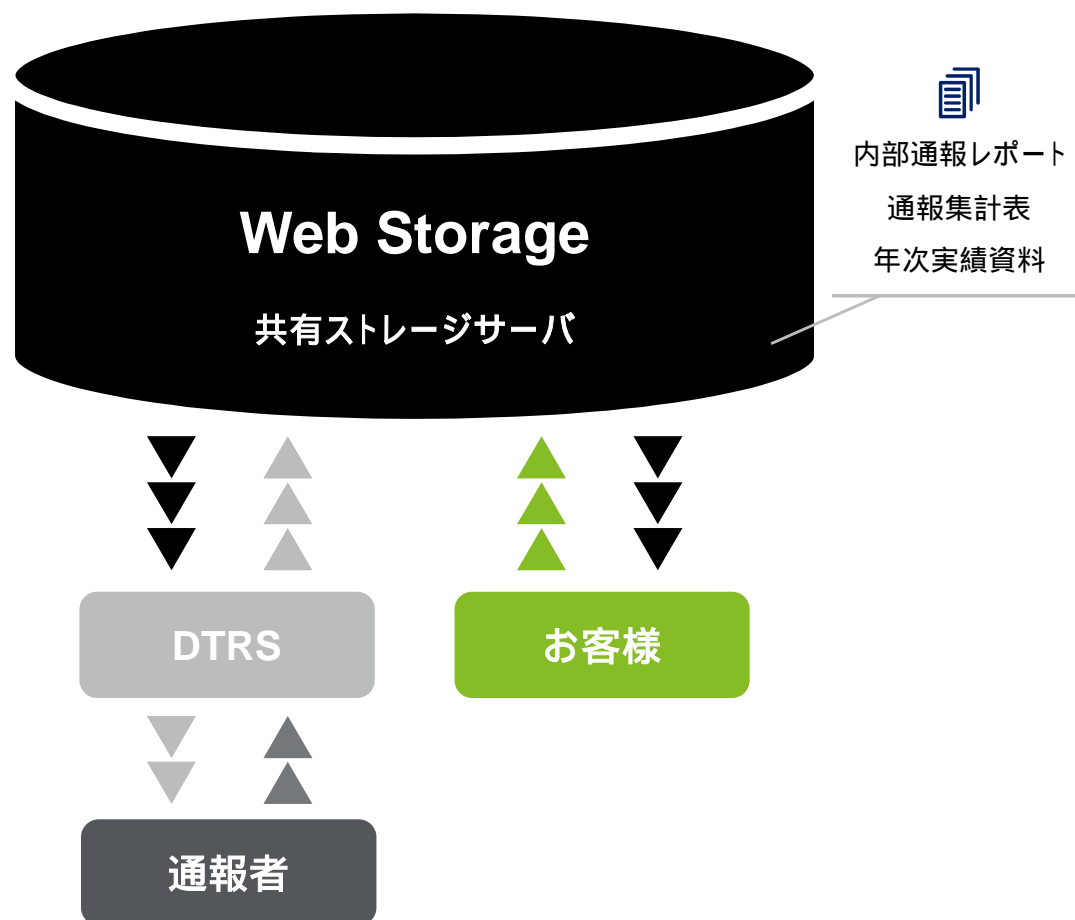 内部通報レポート
通報集計表
年次実績資料
Web Storage
共有ストレージサーバ
DTRS
お客様
通報者